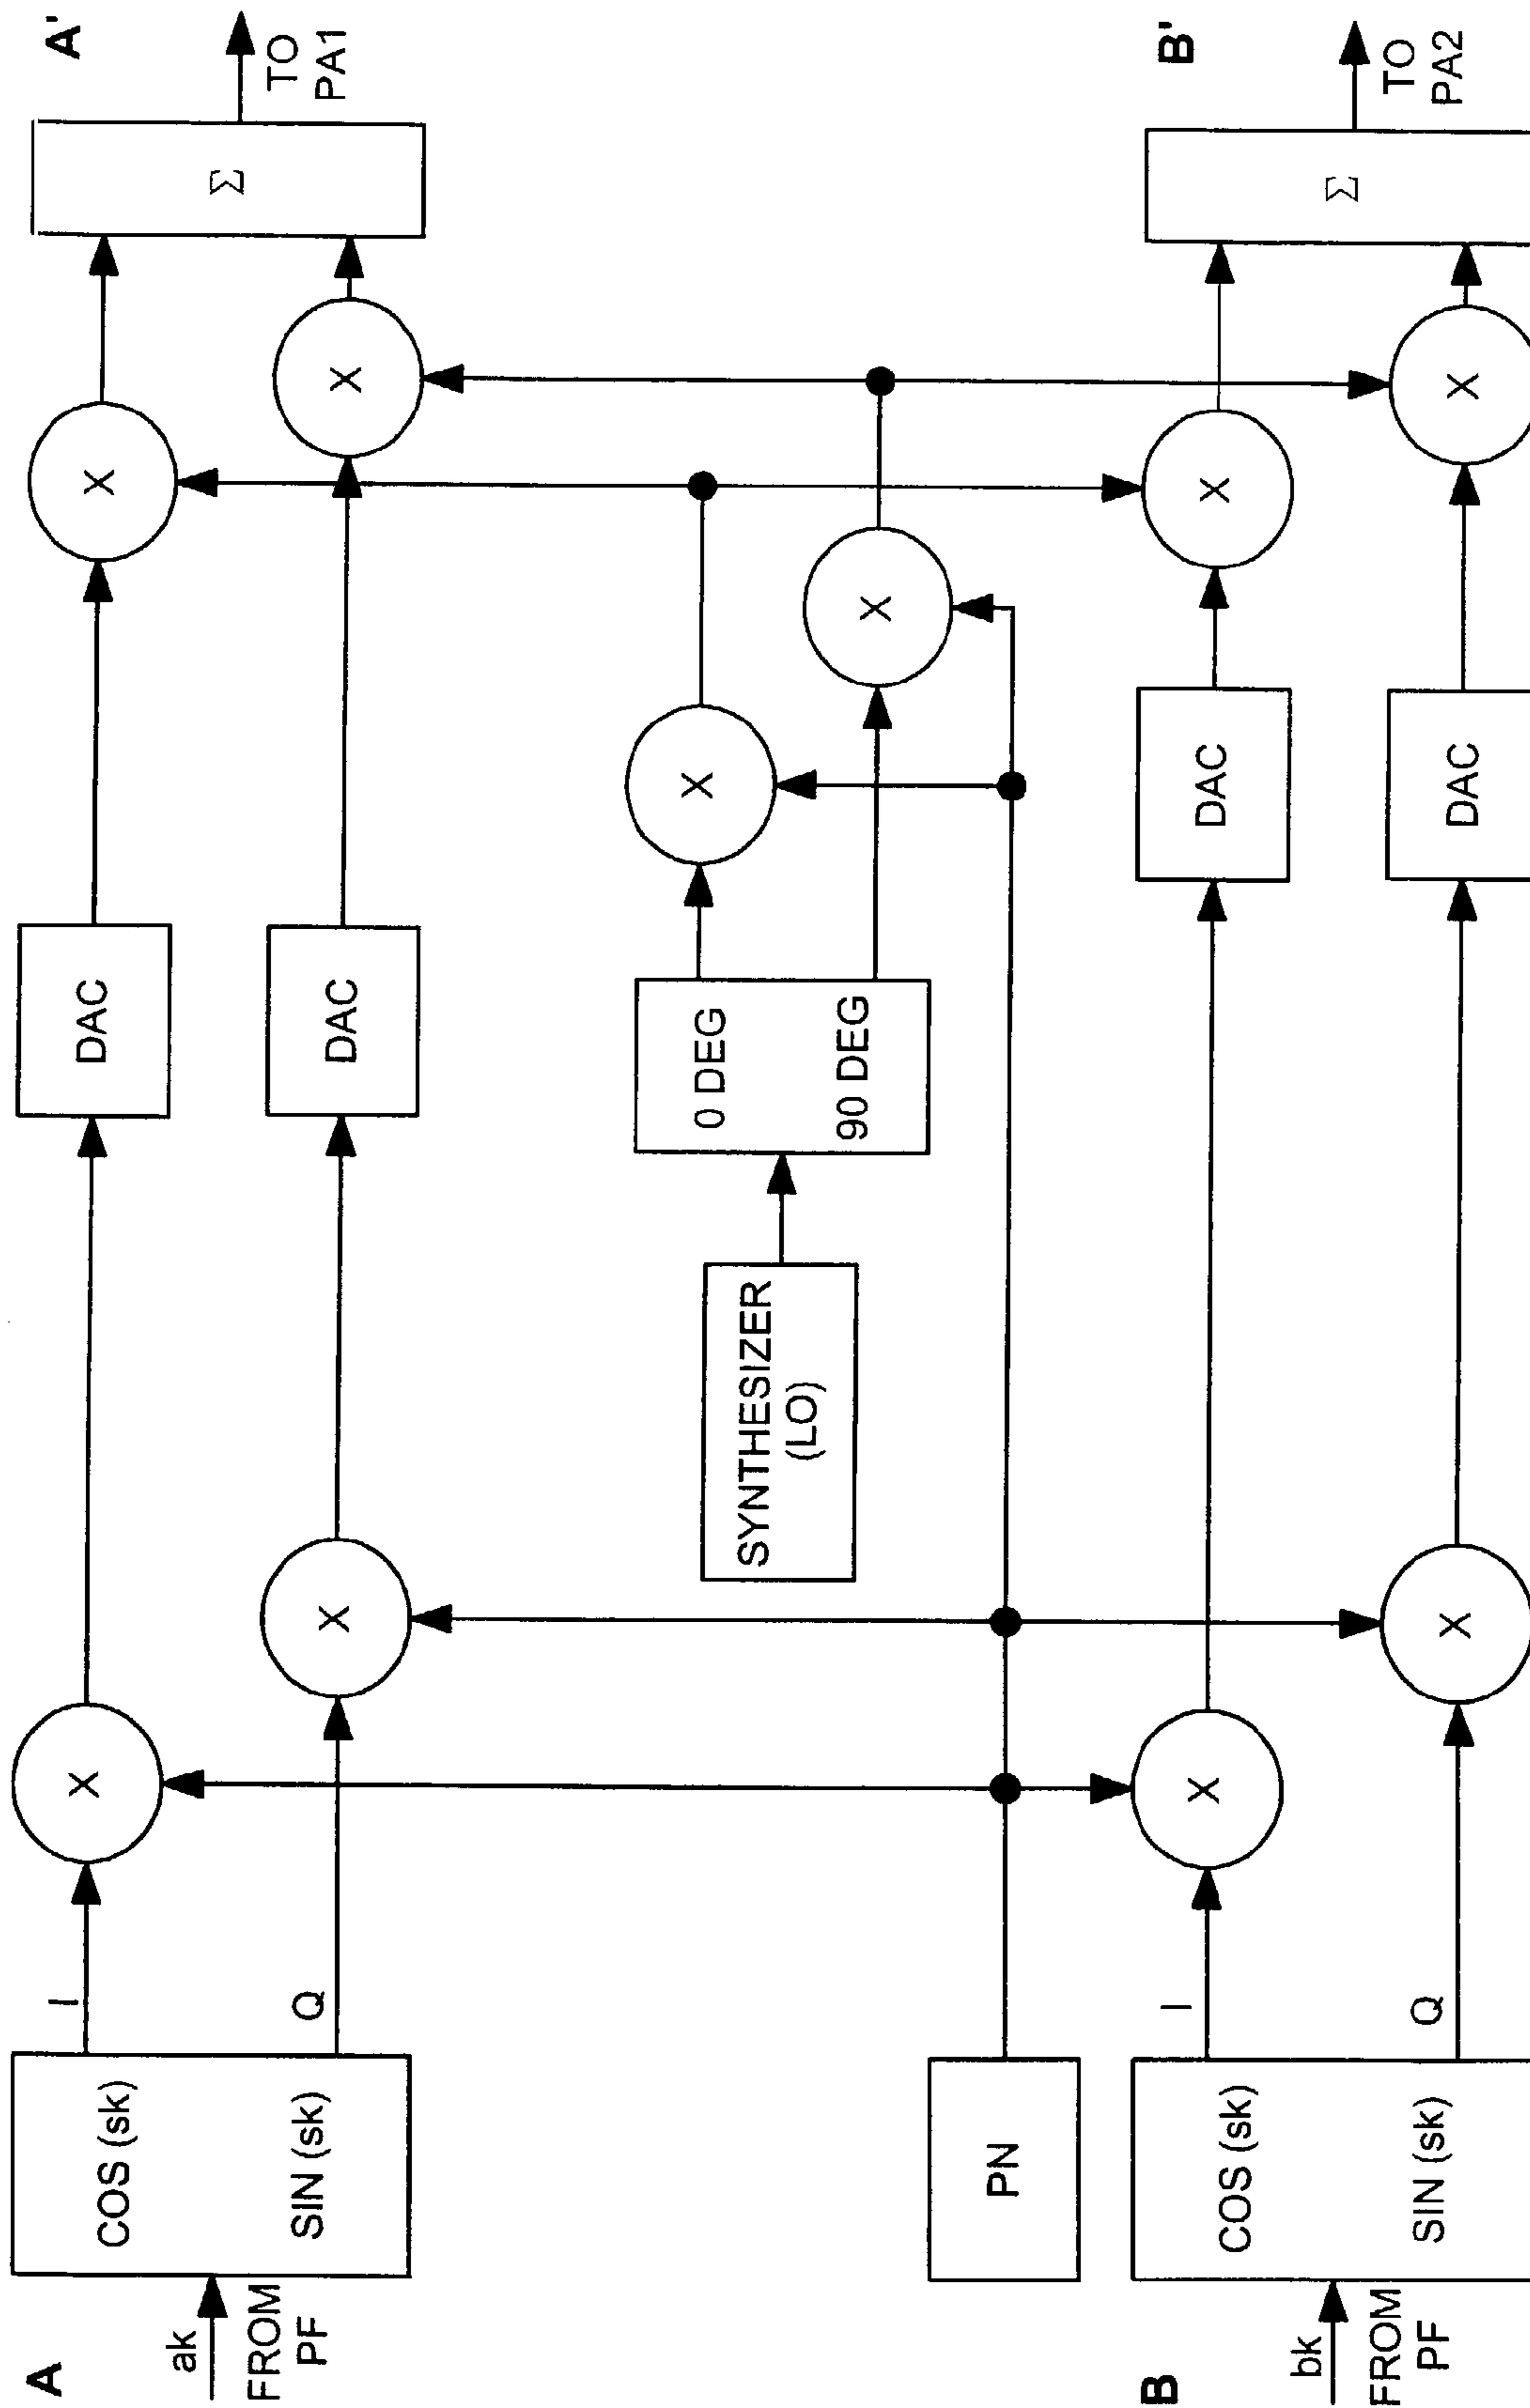 A
ak
FROM
PF
COS (sk)
SIN (sk)
I
Q
X
X
DAC
DAC
X
X
Σ
A'
TO
PA1
SYNTHESIZER
(LO)
0 DEG
90 DEG
X
X
PN
B
bk
FROM
PF
COS (sk)
SIN (sk)
I
Q
X
X
DAC
DAC
X
X
Σ
B'
TO
PA2